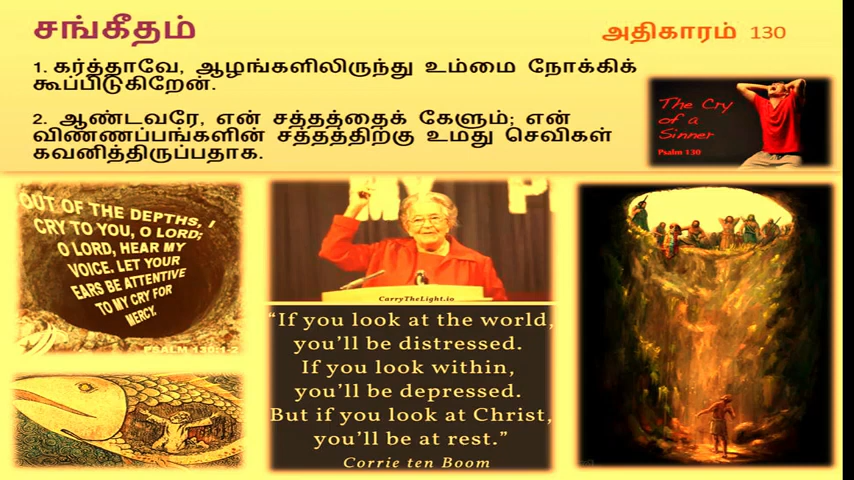 சங்கீதம்
அதிகாரம் 130
1. கர்த்தாவே, ஆழங்களிலிருந்து உம்மை நோக்கிக்
கூப்பிடுகிறேன்.
2. ஆண்டவரே, என் சத்தத்தைக் கேளும்; என்
விண்ணப்பங்களின் சத்தத்திற்கு உமது செவிகள்
கவனித்திருப்பதாக.
The Cry
of a
Sinner
Psalm 130
OUT OF THE DEPTHS, I
CRY TO YOU, O LORD;
O LORD, HEAR MY
VOICE. LET YOUR
EARS BE ATTENTIVE
TO MY CRY FOR
MERCY.
PSALM 130:1-2
CarryTheLight.io
“If you look at the world,
you’ll be distressed.
If you look within,
you’ll be depressed.
But if you look at Christ,
you’ll be at rest.”
Corrie ten Boom